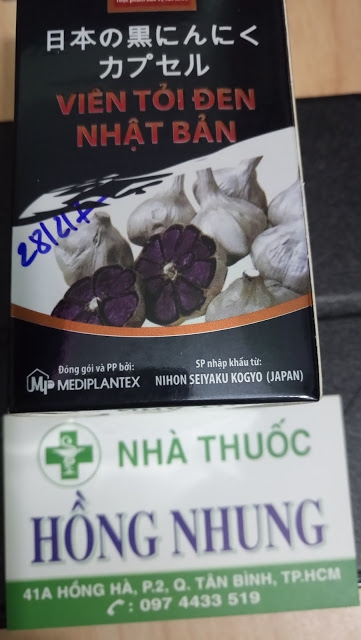 日本の黒にんにく
カプセル
VIÊN TỎI ĐEN
NHẬT BẢN
Đóng gói và PP bởi:
MP MEDIPLANTEX
SP nhập khẩu từ:
NIHON SEIYAKU KOGYO (JAPAN)
NHÀ THUỐC
HỒNG NHUNG
41A HỒNG HÀ, P.2, Q. TÂN BÌNH, TP.HCM
: 097 4433 519